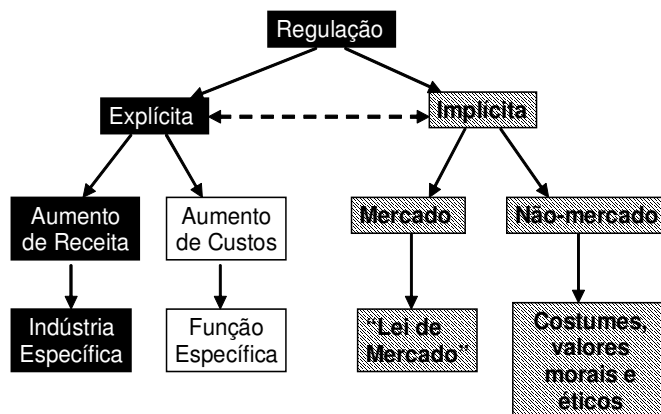 Regulação
Explícita
Implícita
Aumento
de Receita
Aumento
de Custos
Mercado
Não-mercado
Indústria
Específica
Função
Específica
“Lei de
Mercado”
Costumes,
valores
morais e
éticos